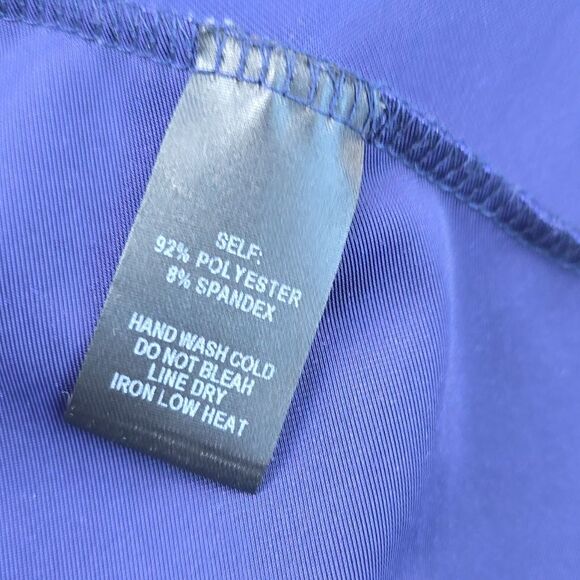 SELF:
92% POLYESTER
8% SPANDEX
HAND WASH COLD
DO NOT BLEAH
LINE DRY
IRON LOW HEAT